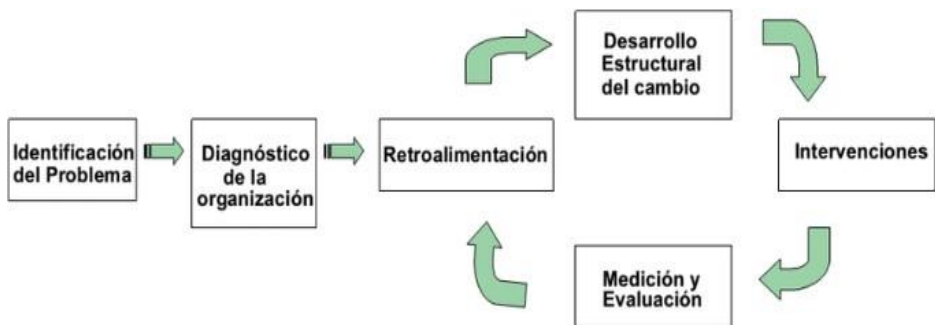 Identificación
del Problema
Diagnóstico
de la
organización
Retroalimentación
Desarrollo
Estructural
del cambio
Intervenciones
Medición y
Evaluación